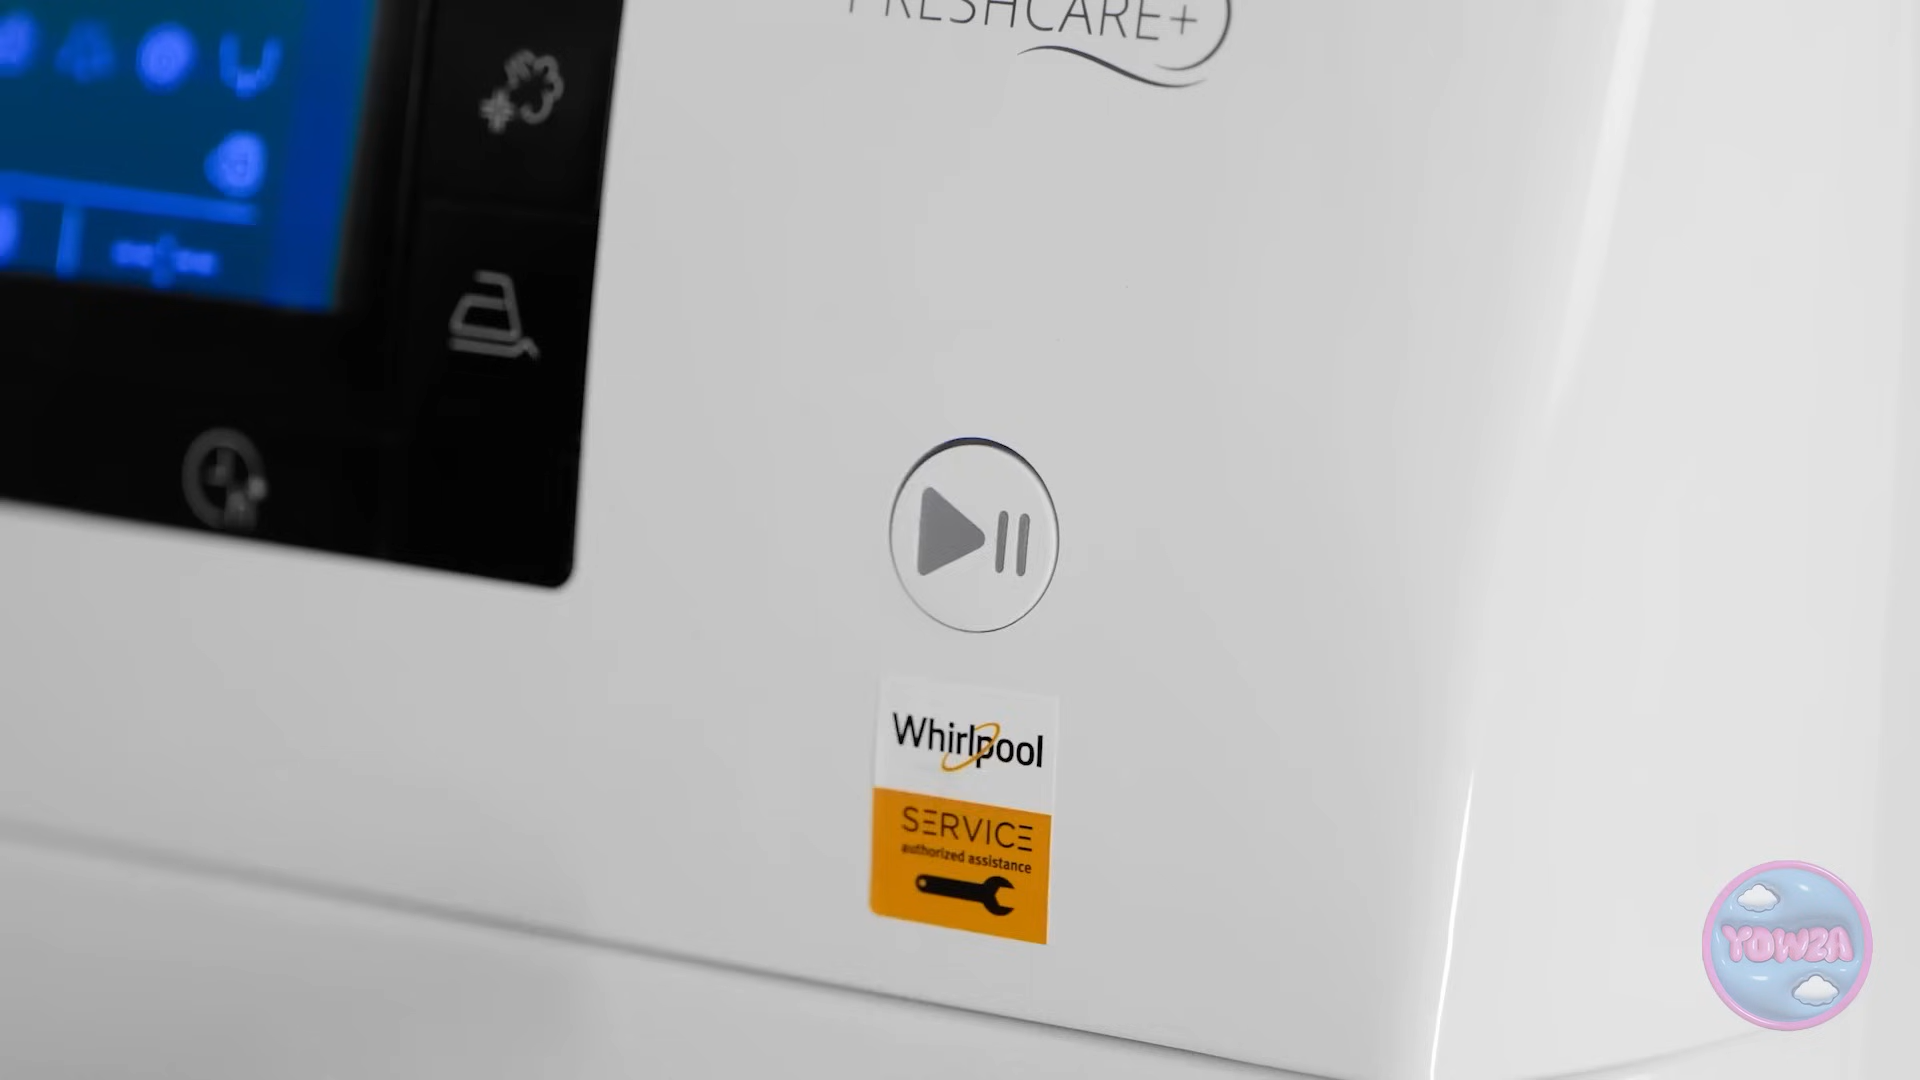 FRESHCARE+
Whirlpool
SERVICE
authorized assistance
YOWZA